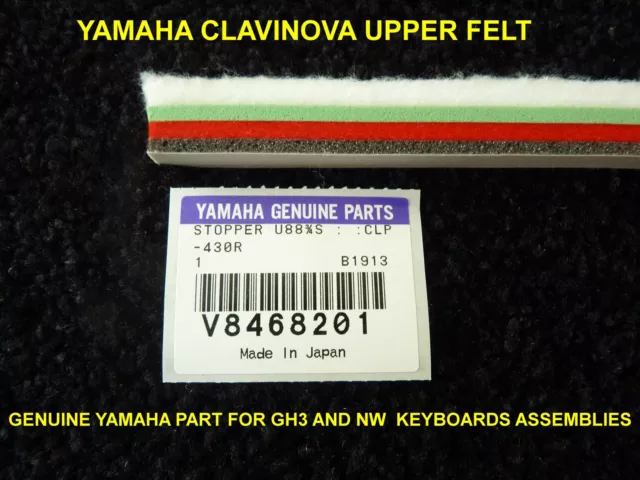 YAMAHA CLAVINOVA UPPER FELT
YAMAHA GENUINE PARTS
STOPPER U88%S : :CLP
-430R
1 B1913
V8468201
Made In Japan
GENUINE YAMAHA PART FOR GH3 AND NW KEYBOARDS ASSEMBLIES